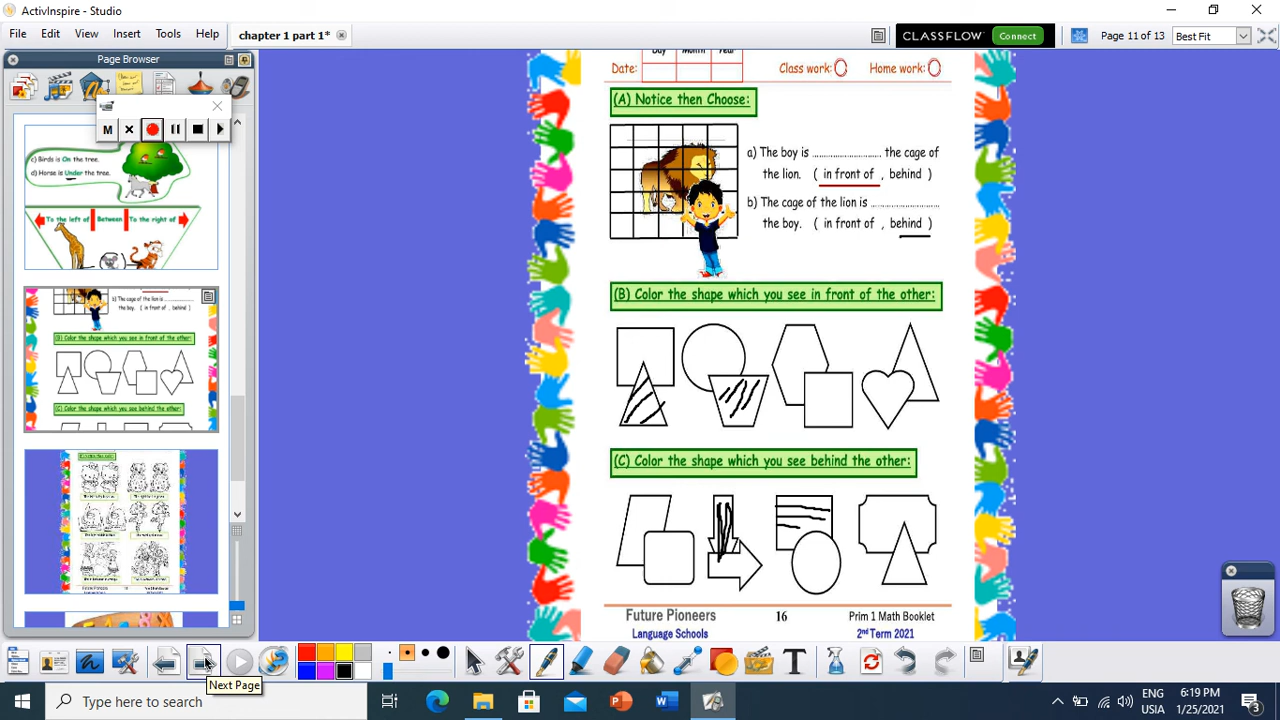 ActivInspire - Studio
File Edit View Insert Tools Help chapter 1 part 1*
CLASSFLOW Connect Page 11 of 13 Best Fit
Page Browser
M
c) Birds is On the tree.
d) Horse is Under the tree.
To the left of Between To the right of
b) The cage of the lion is
the boy. ( in front of , behind )
(B) Color the shape which you see in front of the other:
(C) Color the shape which you see behind the other:
Day Month Year
Date: Class work: Home work:
(A) Notice then Choose:
a) The boy is ............................ the cage of
the lion. ( in front of , behind )
b) The cage of the lion is ............................
the boy. ( in front of , behind )
(B) Color the shape which you see in front of the other:
(C) Color the shape which you see behind the other:
Future Pioneers 16 Prim 1 Math Booklet
Language Schools 2nd Term 2021
Next Page
Type here to search
ENG 6:19 PM
USIA 1/25/2021
3